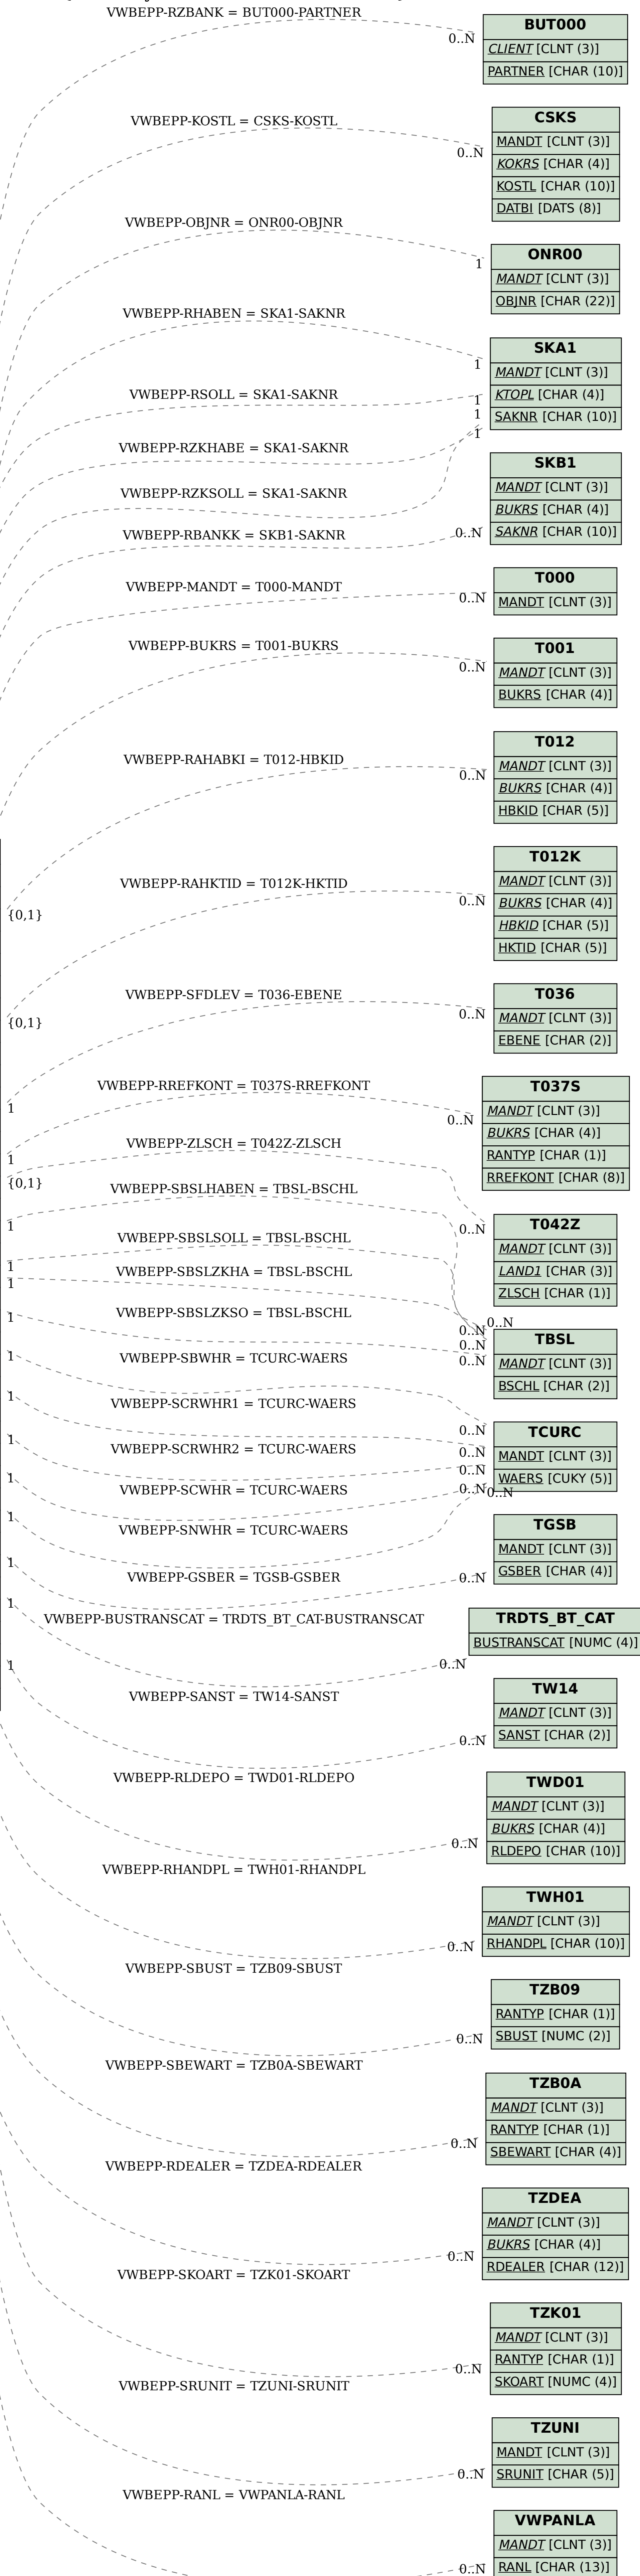 VWBEPP-RZBANK = BUT000-PARTNER
0..N
BUT000
CLIENT [CLNT (3)]
PARTNER [CHAR (10)]
VWBEPP-KOSTL = CSKS-KOSTL
0..N
CSKS
MANDT [CLNT (3)]
KOKRS [CHAR (4)]
KOSTL [CHAR (10)]
DATBI [DATS (8)]
VWBEPP-OBJNR = ONR00-OBJNR
1
ONR00
MANDT [CLNT (3)]
OBJNR [CHAR (22)]
VWBEPP-RHABEN = SKA1-SAKNR
1
VWBEPP-RSOLL = SKA1-SAKNR
1
1
1
SKA1
MANDT [CLNT (3)]
KTOPL [CHAR (4)]
SAKNR [CHAR (10)]
VWBEPP-RZKHABE = SKA1-SAKNR
VWBEPP-RZKSOLL = SKA1-SAKNR
VWBEPP-RBANKK = SKB1-SAKNR
0..N
SKB1
MANDT [CLNT (3)]
BUKRS [CHAR (4)]
SAKNR [CHAR (10)]
VWBEPP-MANDT = T000-MANDT
0..N
T000
MANDT [CLNT (3)]
VWBEPP-BUKRS = T001-BUKRS
0..N
T001
MANDT [CLNT (3)]
BUKRS [CHAR (4)]
VWBEPP-RAHABKI = T012-HBKID
0..N
T012
MANDT [CLNT (3)]
BUKRS [CHAR (4)]
HBKID [CHAR (5)]
{0,1}
VWBEPP-RAHKTID = T012K-HKTID
0..N
T012K
MANDT [CLNT (3)]
BUKRS [CHAR (4)]
HBKID [CHAR (5)]
HKTID [CHAR (5)]
{0,1}
VWBEPP-SFDLEV = T036-EBENE
0..N
T036
MANDT [CLNT (3)]
EBENE [CHAR (2)]
1
VWBEPP-RREFKONT = T037S-RREFKONT
0..N
T037S
MANDT [CLNT (3)]
BUKRS [CHAR (4)]
RANTYP [CHAR (1)]
RREFKONT [CHAR (8)]
1
VWBEPP-ZLSCH = T042Z-ZLSCH
{0,1}
0..N
T042Z
MANDT [CLNT (3)]
LAND1 [CHAR (3)]
ZLSCH [CHAR (1)]
VWBEPP-SBSLHABEN = TBSL-BSCHL
1
VWBEPP-SBSLSOLL = TBSL-BSCHL
1
VWBEPP-SBSLZKHA = TBSL-BSCHL
1
VWBEPP-SBSLZKSO = TBSL-BSCHL
1
0..N
0..N
0..N
0..N
TBSL
MANDT [CLNT (3)]
BSCHL [CHAR (2)]
VWBEPP-SBWHR = TCURC-WAERS
1
VWBEPP-SCRWHR1 = TCURC-WAERS
1
VWBEPP-SCRWHR2 = TCURC-WAERS
1
VWBEPP-SCWHR = TCURC-WAERS
1
VWBEPP-SNWHR = TCURC-WAERS
1
0..N
0..N
0..N
0..N
0..N
TCURC
MANDT [CLNT (3)]
WAERS [CUKY (5)]
VWBEPP-GSBER = TGSB-GSBER
1
0..N
TGSB
MANDT [CLNT (3)]
GSBER [CHAR (4)]
VWBEPP-BUSTRANSCAT = TRDTS_BT_CAT-BUSTRANSCAT
1
0..N
TRDTS_BT_CAT
BUSTRANSCAT [NUMC (4)]
VWBEPP-SANST = TW14-SANST
1
0..N
TW14
MANDT [CLNT (3)]
SANST [CHAR (2)]
VWBEPP-RLDEPO = TWD01-RLDEPO
0..N
TWD01
MANDT [CLNT (3)]
BUKRS [CHAR (4)]
RLDEPO [CHAR (10)]
VWBEPP-RHANDPL = TWH01-RHANDPL
0..N
TWH01
MANDT [CLNT (3)]
RHANDPL [CHAR (10)]
VWBEPP-SBUST = TZB09-SBUST
0..N
TZB09
RANTYP [CHAR (1)]
SBUST [NUMC (2)]
VWBEPP-SBEWART = TZB0A-SBEWART
0..N
TZB0A
MANDT [CLNT (3)]
RANTYP [CHAR (1)]
SBEWART [CHAR (4)]
VWBEPP-RDEALER = TZDEA-RDEALER
0..N
TZDEA
MANDT [CLNT (3)]
BUKRS [CHAR (4)]
RDEALER [CHAR (12)]
VWBEPP-SKOART = TZK01-SKOART
0..N
TZK01
MANDT [CLNT (3)]
RANTYP [CHAR (1)]
SKOART [NUMC (4)]
VWBEPP-SRUNIT = TZUNI-SRUNIT
0..N
TZUNI
MANDT [CLNT (3)]
SRUNIT [CHAR (5)]
VWBEPP-RANL = VWPANLA-RANL
0..N
VWPANLA
MANDT [CLNT (3)]
RANL [CHAR (13)]